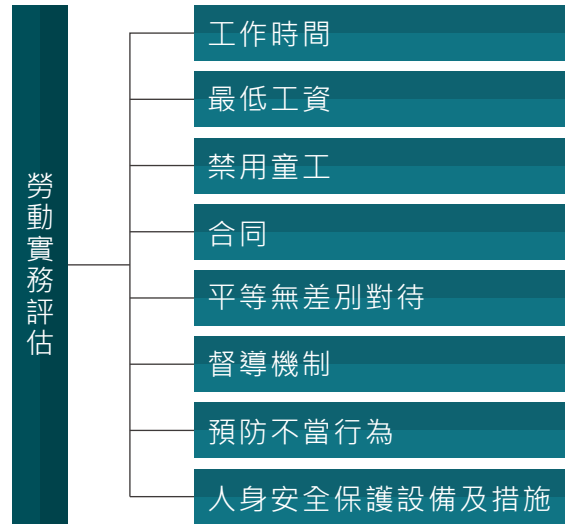 勞動實務評估
工作時間
最低工資
禁用童工
合同
平等無差別對待
督導機制
預防不當行為
人身安全保護設備及措施